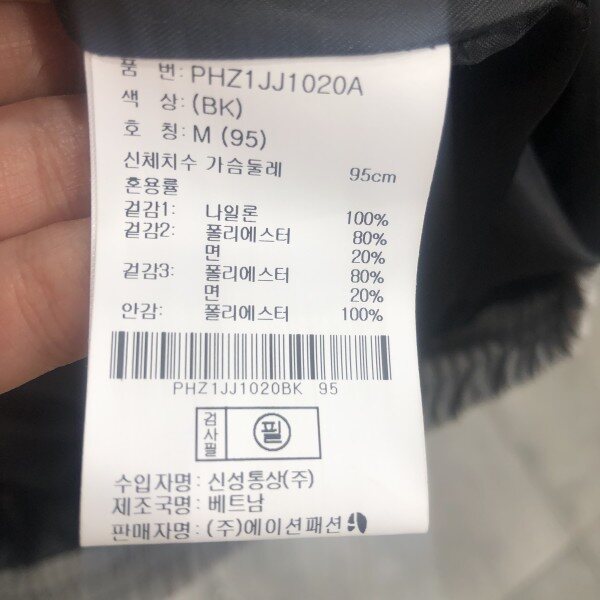 품 번: PHZ1JJ1020A
색 상: (BK)
호 칭: M (95)
신체치수 가슴둘레 95cm
혼용률
겉감1: 나일론 100%
겉감2: 폴리에스터 80%
면 20%
겉감3: 폴리에스터 80%
면 20%
안감: 폴리에스터 100%
PHZ1JJ1020BK 95
검사필 필
수입자명: 신성통상(주)
제조국명: 베트남
판매자명: (주)에이션패션